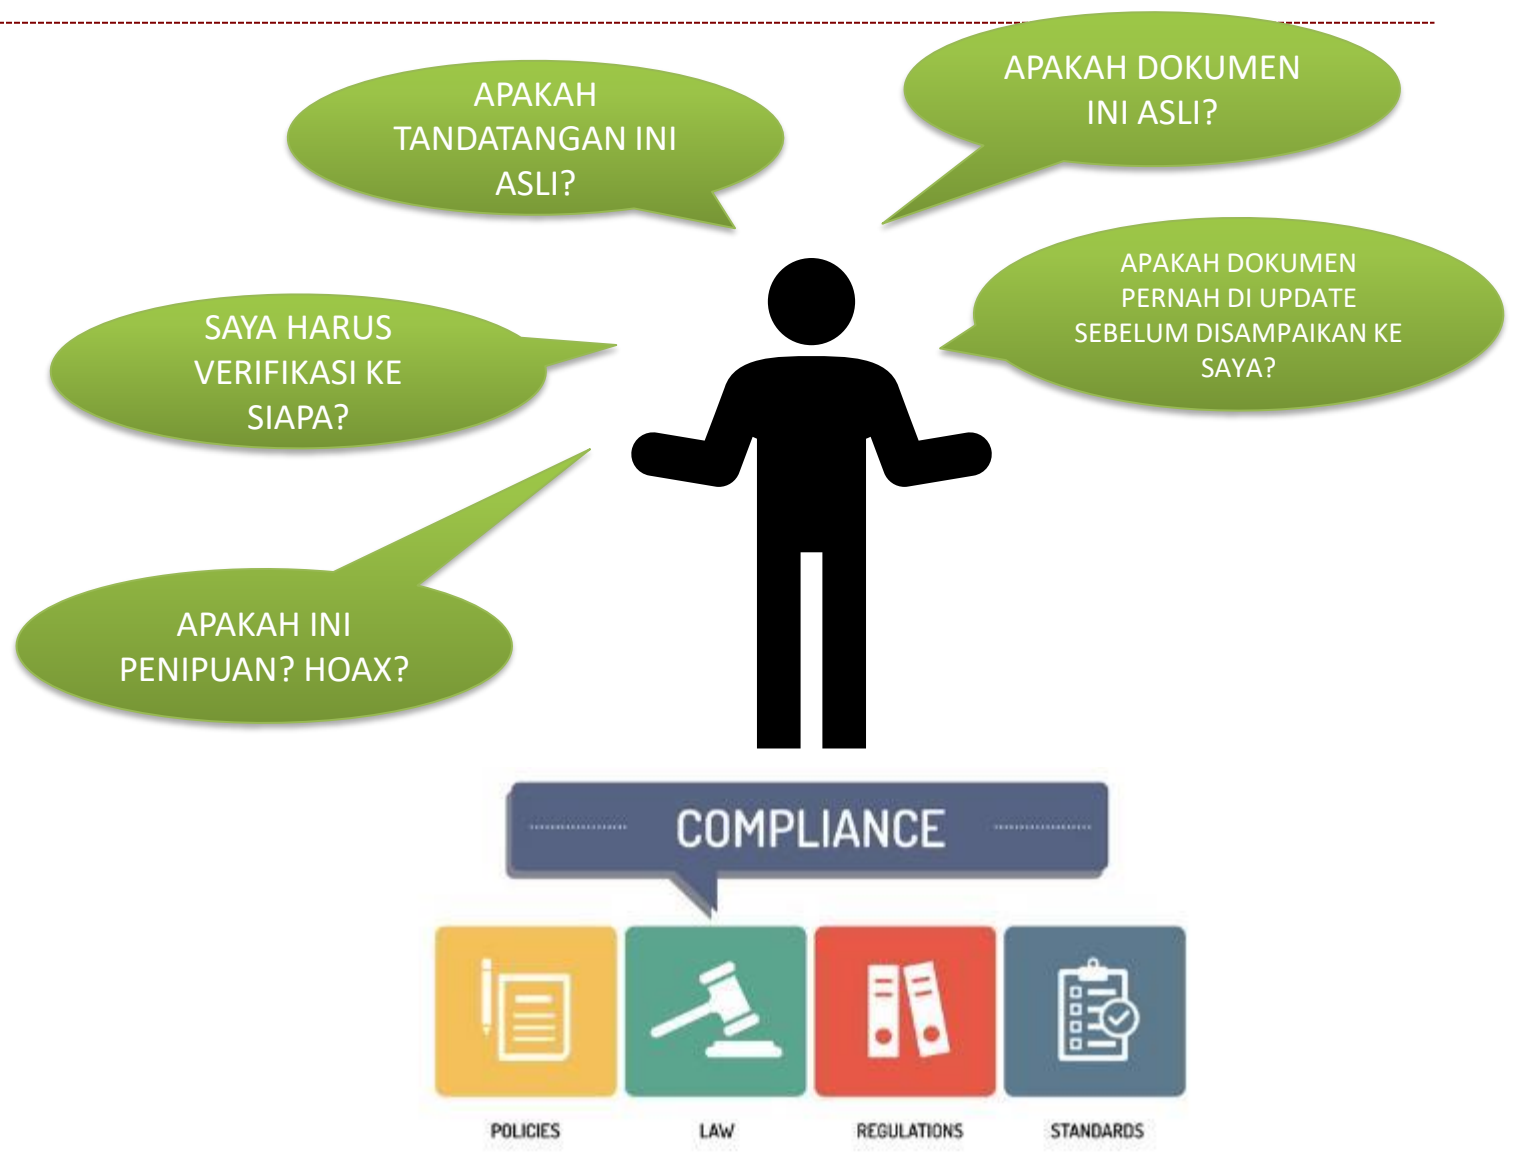 APAKAH
TANDATANGAN INI
ASLI?
APAKAH DOKUMEN
INI ASLI?
SAYA HARUS
VERIFIKASI KE
SIAPA?
APAKAH DOKUMEN
PERNAH DI UPDATE
SEBELUM DISAMPAIKAN KE
SAYA?
APAKAH INI
PENIPUAN? HOAX?
COMPLIANCE
POLICIES
LAW
REGULATIONS
STANDARDS